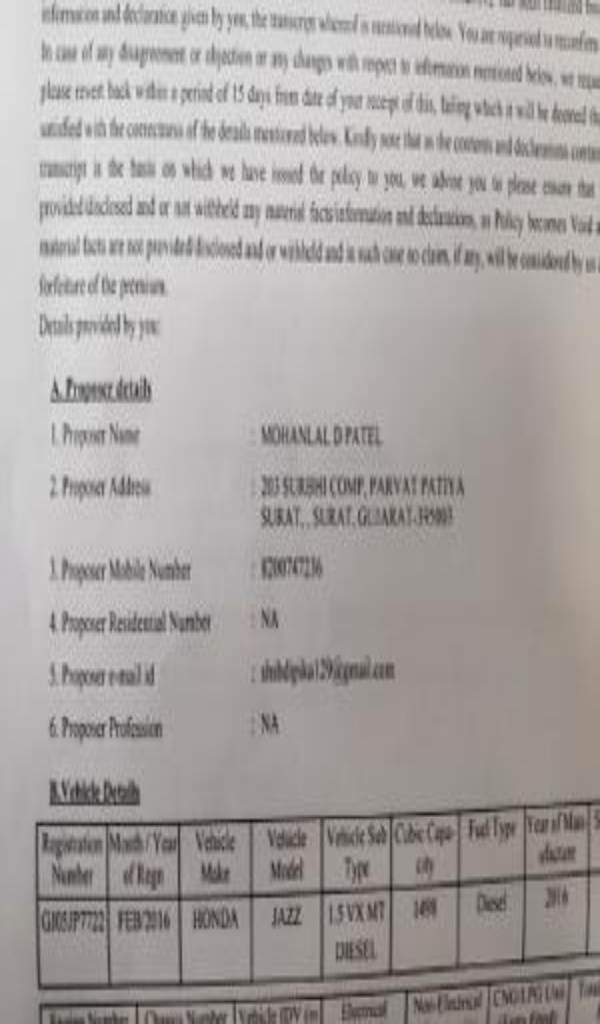 information and declaration given by you, the transcript whereof is mentioned below. You are requested to reconfirm
In case of any disagreement or objection or any changes with respect to information mentioned below, we
please revert back within a period of 15 days from date of your receipt of this, failing which it will be deemed
satisfied with the correctness of the details mentioned below. Kindly note that as the contents and declarations
transcript is the basis on which we have issued the policy to you, we advise you to please ensure that
provided/disclosed and or not withheld any material facts/information and declarations, as Policy becomes Void
material facts are not provided/disclosed and or withheld and in such case no claim, if any, will be considered by us
forfeiture of the premium.
Details provided by you:
A. Proposer details
1. Proposer Name : MOHANLAL D PATEL
2. Proposer Address : 203 SURBHI COMP, PARVAT PATIYA
SURAT, , SURAT, GUJARAT-395003
3. Proposer Mobile Number : 8200747236
4. Proposer Residential Number : NA
5. Proposer e-mail id :
6. Proposer Profession : NA
B.Vehicle Details
Registration Number Month / Year of Regn Vehicle Make Vehicle Model Vehicle Sub Type Cubic Capacity Fuel Type Year of Manufacture
GJ05JP7722 FEB/2016 HONDA JAZZ 1.5 VX MT DIESEL 1498 Diesel 2016
Engine Number Chassis Number Vehicle IDV (in Electrical Non-Electrical CNG/LPG Unit